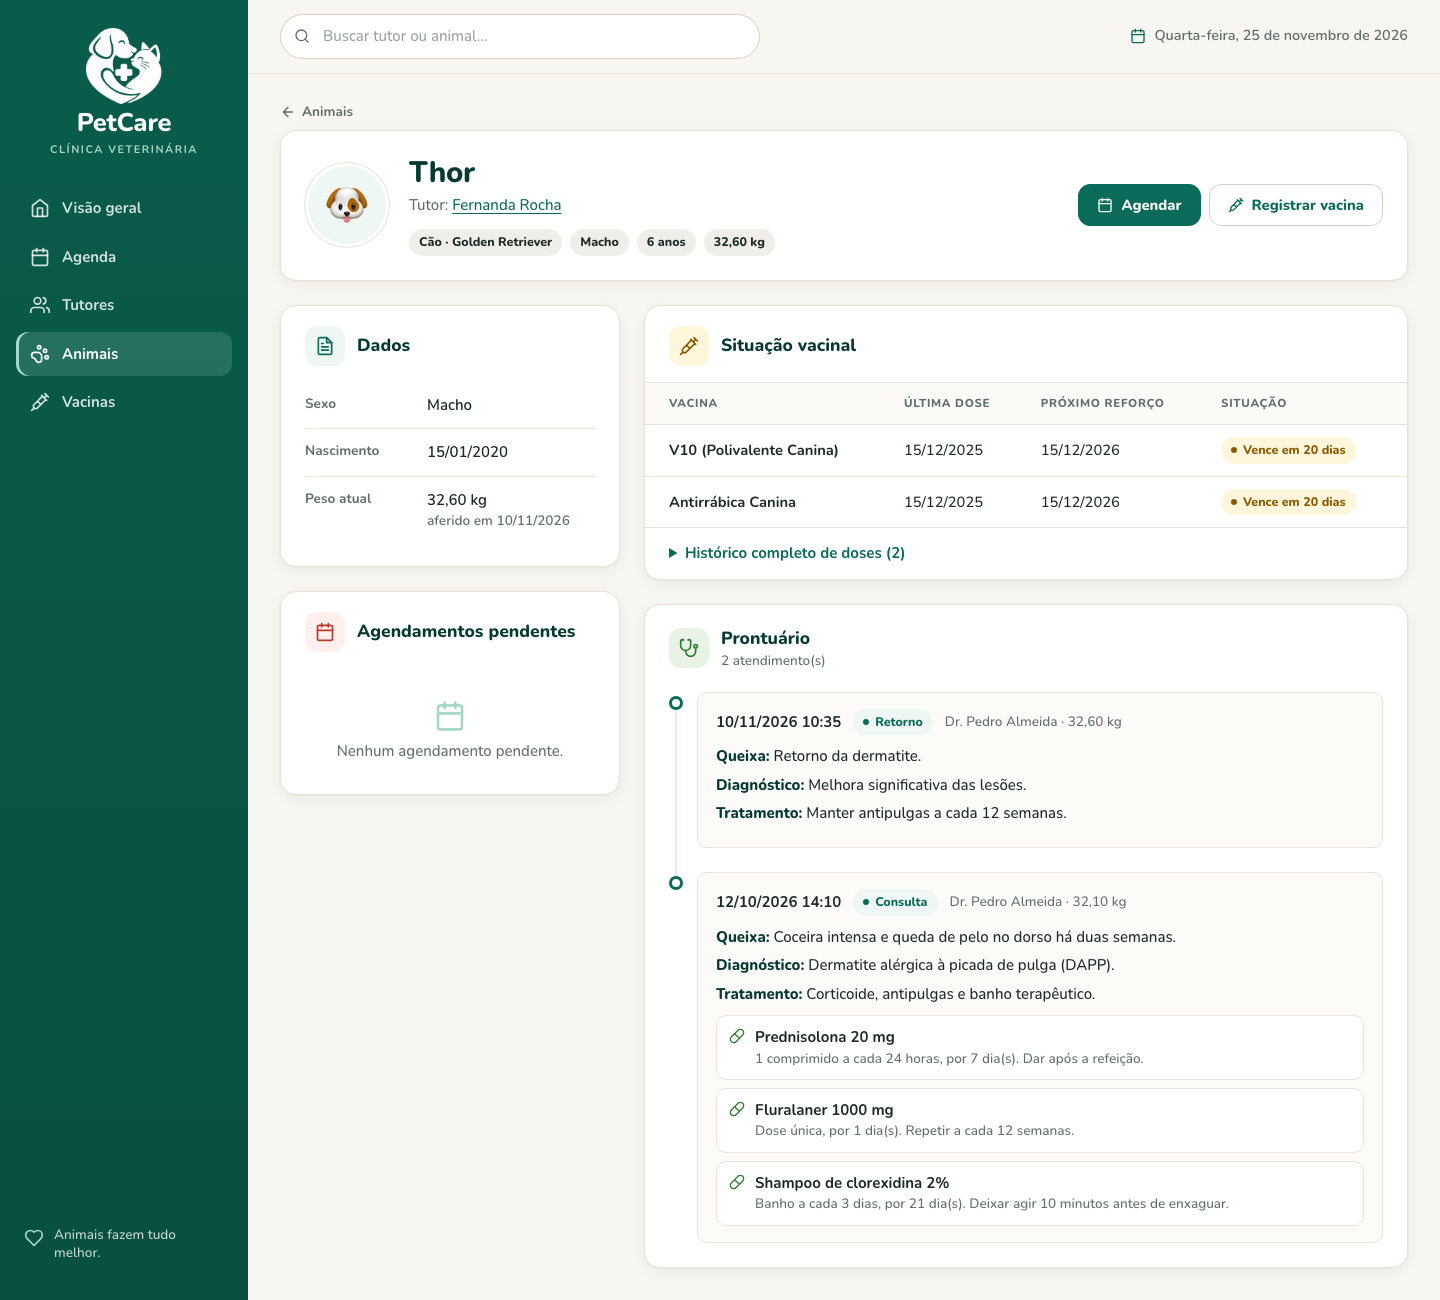 PetCare
CLÍNICA VETERINÁRIA
Visão geral
Agenda
Tutores
Animais
Vacinas
Animais fazem tudo
melhor.
Buscar tutor ou animal...
Quarta-feira, 25 de novembro de 2026
Animais
Thor
Tutor: Fernanda Rocha
Cão · Golden Retriever
Macho
6 anos
32,60 kg
Agendar
Registrar vacina
Dados
Sexo Macho
Nascimento 15/01/2020
Peso atual 32,60 kg
aferido em 10/11/2026
Agendamentos pendentes
Nenhum agendamento pendente.
Situação vacinal
VACINA ÚLTIMA DOSE PRÓXIMO REFORÇO SITUAÇÃO
V10 (Polivalente Canina) 15/12/2025 15/12/2026 Vence em 20 dias
Antirrábica Canina 15/12/2025 15/12/2026 Vence em 20 dias
Histórico completo de doses (2)
Prontuário
2 atendimento(s)
10/11/2026 10:35 Retorno Dr. Pedro Almeida · 32,60 kg
Queixa: Retorno da dermatite.
Diagnóstico: Melhora significativa das lesões.
Tratamento: Manter antipulgas a cada 12 semanas.
12/10/2026 14:10 Consulta Dr. Pedro Almeida · 32,10 kg
Queixa: Coceira intensa e queda de pelo no dorso há duas semanas.
Diagnóstico: Dermatite alérgica à picada de pulga (DAPP).
Tratamento: Corticoide, antipulgas e banho terapêutico.
Prednisolona 20 mg
1 comprimido a cada 24 horas, por 7 dia(s). Dar após a refeição.
Fluralaner 1000 mg
Dose única, por 1 dia(s). Repetir a cada 12 semanas.
Shampoo de clorexidina 2%
Banho a cada 3 dias, por 21 dia(s). Deixar agir 10 minutos antes de enxaguar.